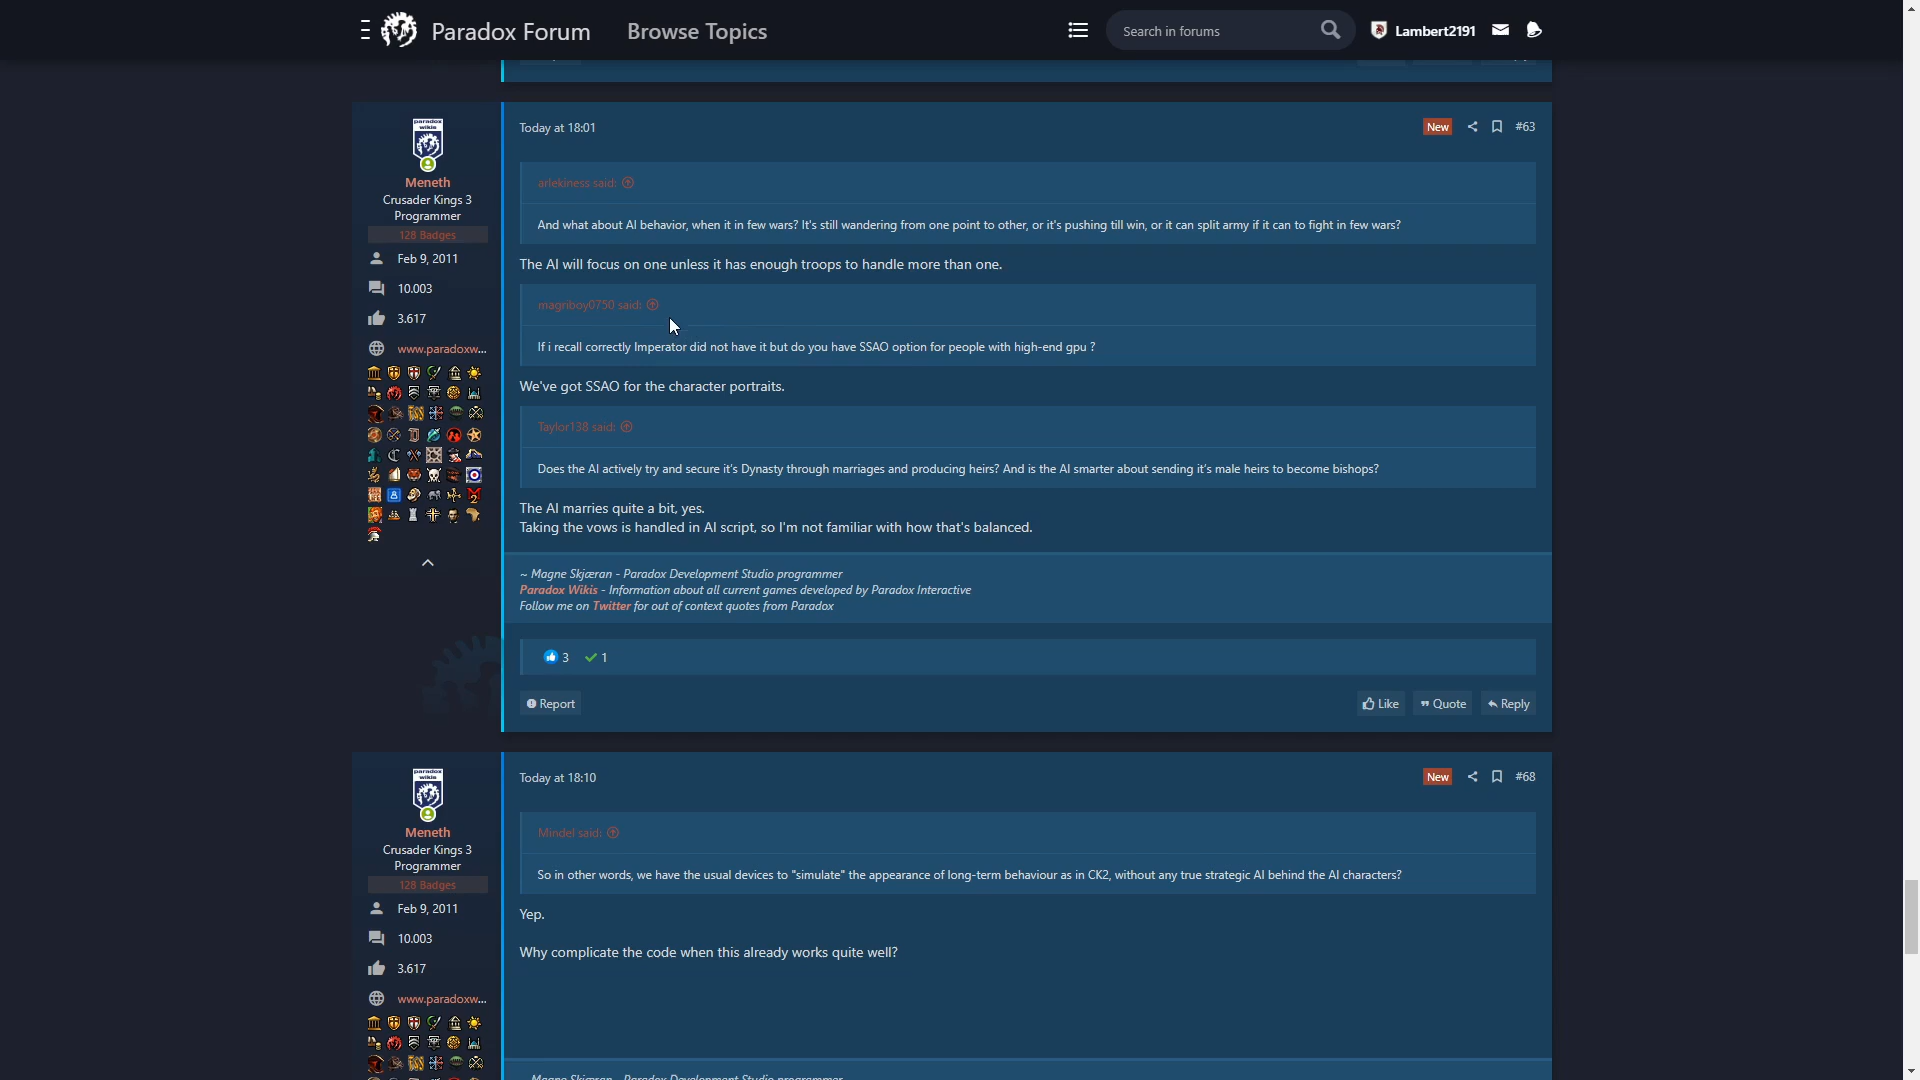 Paradox Forum
Browse Topics
Search in forums
Lambert2191
paradox
wikis
Meneth
Crusader Kings 3
Programmer
128 Badges
Feb 9, 2011
10.003
3.617
www.paradoxw...
Today at 18:01
New
#63
arlekiness said:
And what about AI behavior, when it in few wars? It's still wandering from one point to other, or it's pushing till win, or it can split army if it can to fight in few wars?
The AI will focus on one unless it has enough troops to handle more than one.
magriboy0750 said:
If i recall correctly Imperator did not have it but do you have SSAO option for people with high-end gpu ?
We've got SSAO for the character portraits.
Taylor138 said:
Does the AI actively try and secure it's Dynasty through marriages and producing heirs? And is the AI smarter about sending it's male heirs to become bishops?
The AI marries quite a bit, yes.
Taking the vows is handled in AI script, so I'm not familiar with how that's balanced.
~ Magne Skjæran - Paradox Development Studio programmer
Paradox Wikis - Information about all current games developed by Paradox Interactive
Follow me on Twitter for out of context quotes from Paradox
3
1
Report
Like
Quote
Reply
paradox
wikis
Meneth
Crusader Kings 3
Programmer
128 Badges
Feb 9, 2011
10.003
3.617
www.paradoxw...
Today at 18:10
New
#68
Mindel said:
So in other words, we have the usual devices to "simulate" the appearance of long-term behaviour as in CK2, without any true strategic AI behind the AI characters?
Yep.
Why complicate the code when this already works quite well?
Magne Skjæran - Paradox Development Studio programmer